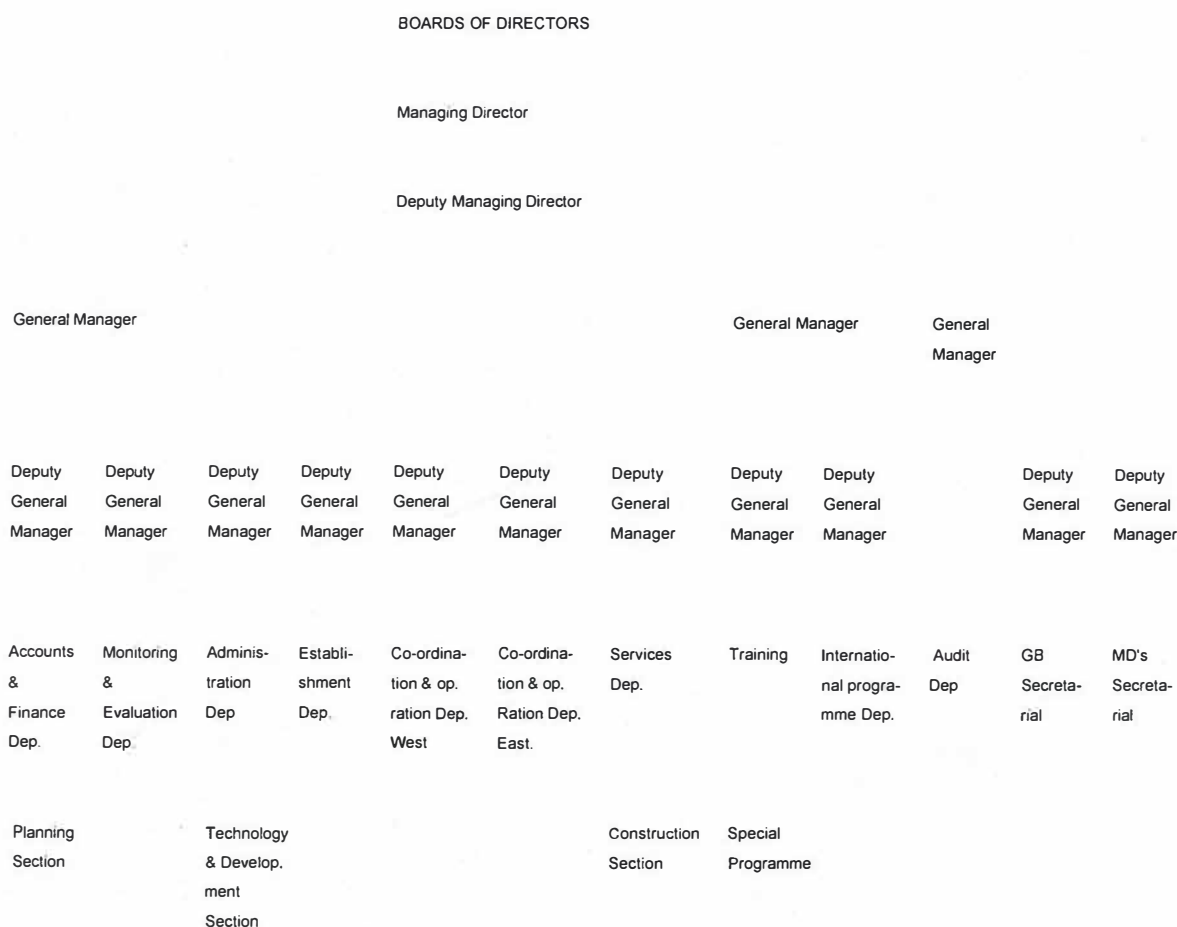 BOARDS OF DIRECTORS
Managing Director
Deputy Managing Director
General Manager
General Manager
General
Manager
Deputy
General
Manager
Deputy
General
Manager
Deputy
General
Manager
Deputy
General
Manager
Deputy
General
Manager
Deputy
General
Manager
Deputy
General
Manager
Deputy
General
Manager
Deputy
General
Manager
Deputy
General
Manager
Deputy
General
Manager
Accounts
&
Finance
Dep.
Monitoring
&
Evaluation
Dep.
Adminis-
tration
Dep
Establi-
shment
Dep.
Co-ordina-
tion & op.
ration Dep.
West
Co-ordina-
tion & op.
Ration Dep.
East.
Services
Dep.
Training
Internatio-
nal progra-
mme Dep.
Audit
Dep
GB
Secreta-
rial
MD's
Secreta-
rial
Planning
Section
Technology
& Develop.
ment
Section
Construction
Section
Special
Programme